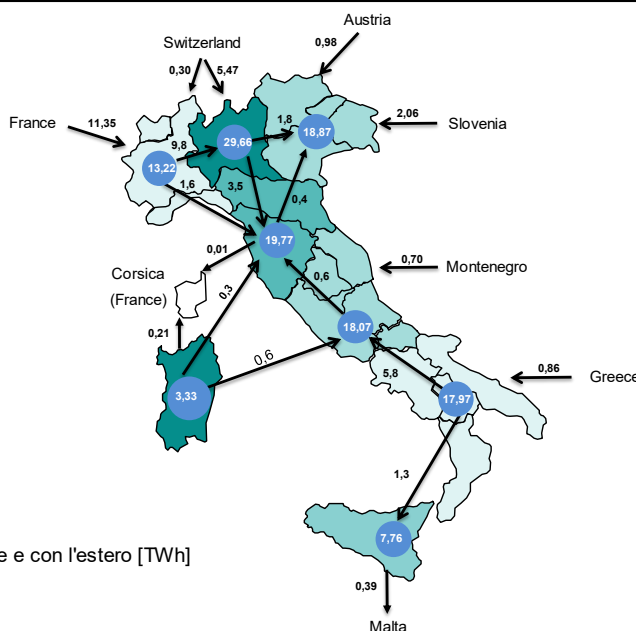 Austria
Switzerland
0,98
0,30
5,47
France
11,35
1,8
18,87
2,06
Slovenia
9,8
29,66
13,22
1,6
3,5
0,4
19,77
0,01
Corsica
(France)
0,6
0,70
Montenegro
0,3
0,21
18,07
0,6
5,8
0,86
Greece
3,33
17,97
1,3
7,76
e e con l'estero [TWh]
0,39
Malta